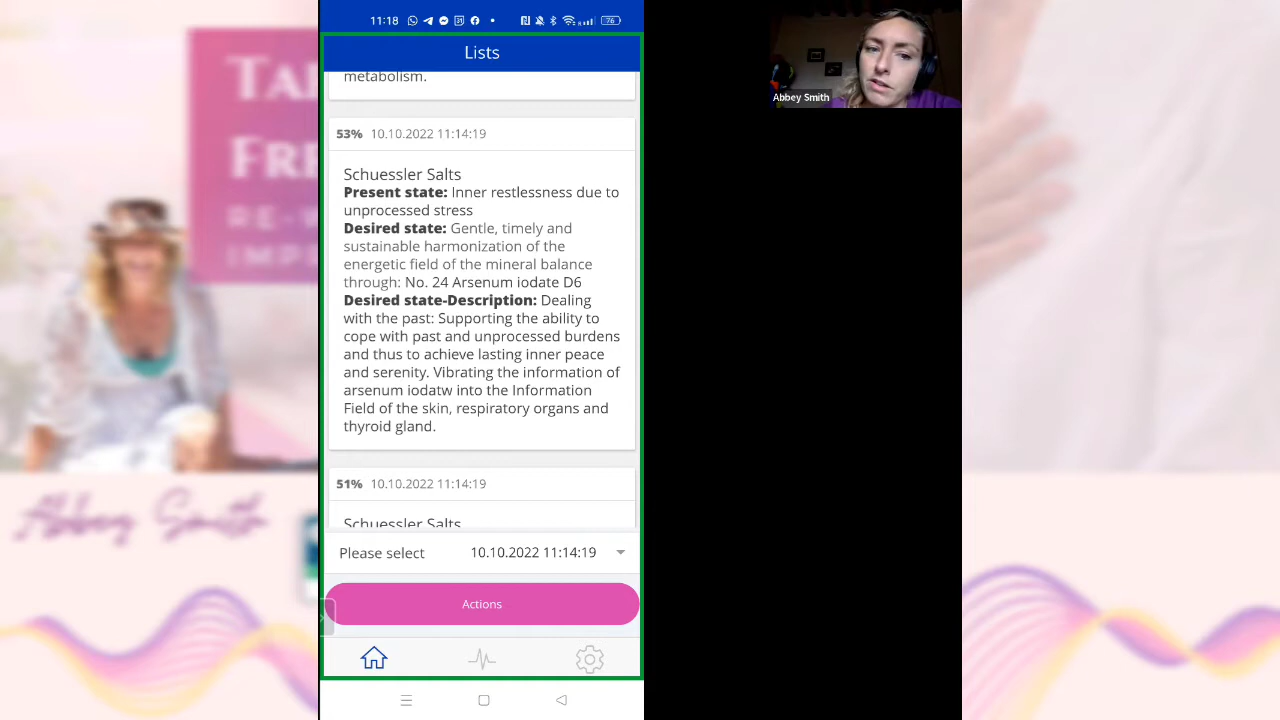 11:18
31
76
Lists
metabolism.
53% 10.10.2022 11:14:19
Schuessler Salts
Present state: Inner restlessness due to
unprocessed stress
Desired state: Gentle, timely and
sustainable harmonization of the
energetic field of the mineral balance
through: No. 24 Arsenum iodate D6
Desired state-Description: Dealing
with the past: Supporting the ability to
cope with past and unprocessed burdens
and thus to achieve lasting inner peace
and serenity. Vibrating the information of
arsenum iodatw into the Information
Field of the skin, respiratory organs and
thyroid gland.
51% 10.10.2022 11:14:19
Schuessler Salts
Please select 10.10.2022 11:14:19
Actions
Abbey Smith
Abbey Smith